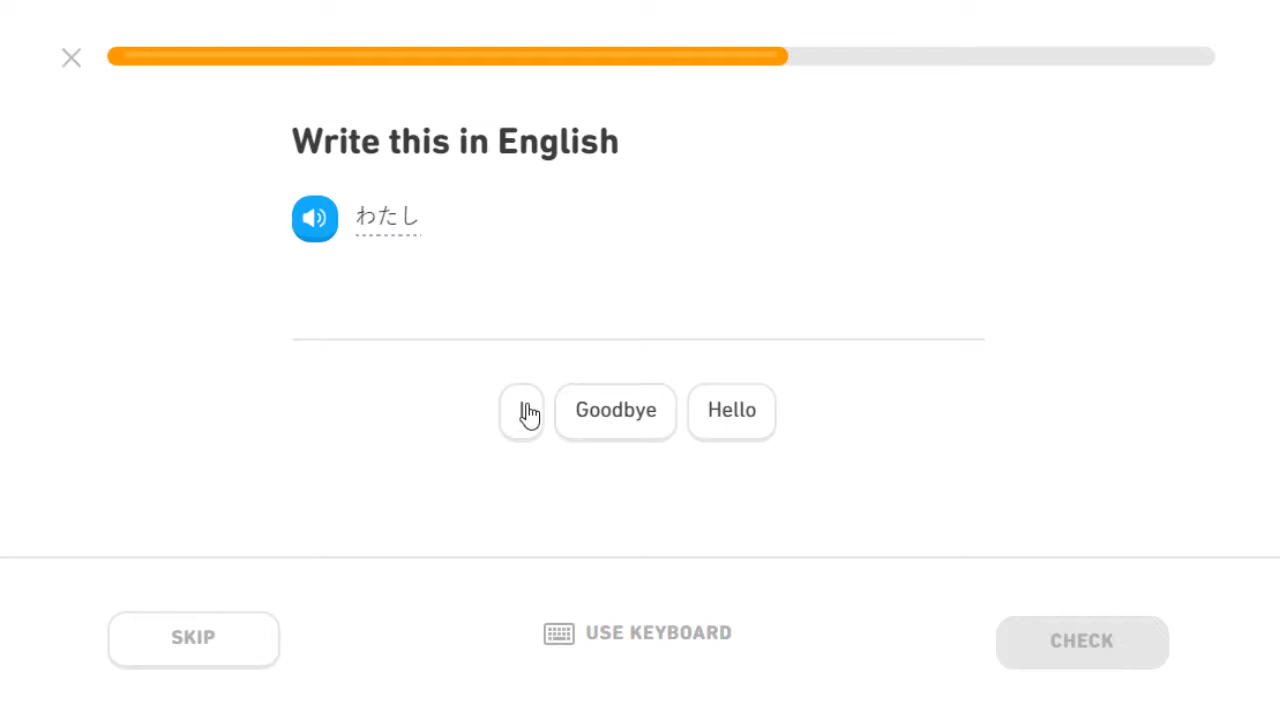 Write this in English
わたし
Goodbye
Hello
SKIP
USE KEYBOARD
CHECK